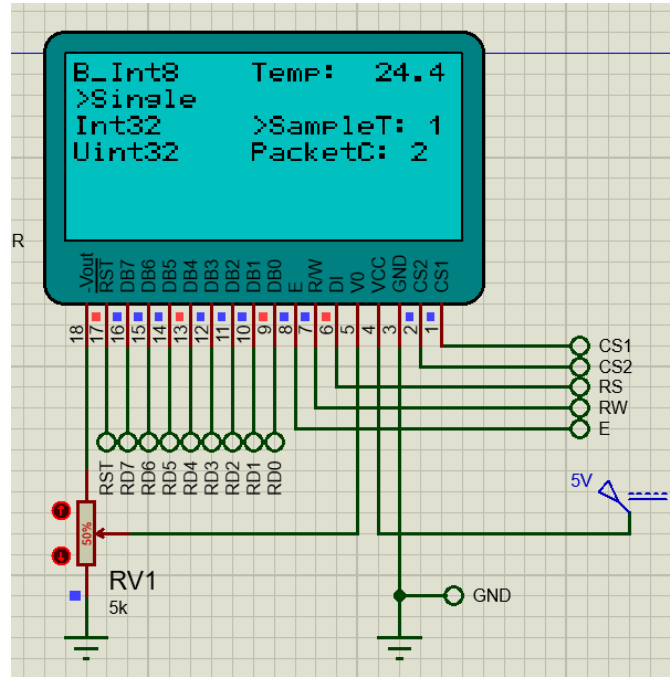 B_Int8 Temp: 24.4
>Single
Int32 >SampleT: 1
Uint32 PacketC: 2
R
-Vout
RST
DB7
DB6
DB5
DB4
DB3
DB2
DB1
DB0
E
R/W
DI
V0
VCC
GND
CS2
CS1
18
17
16
15
14
13
12
11
10
9
8
7
6
5
4
3
2
1
CS1
CS2
RS
RW
E
RST
RD7
RD6
RD5
RD4
RD3
RD2
RD1
RD0
5V
50%
RV1
5k
GND